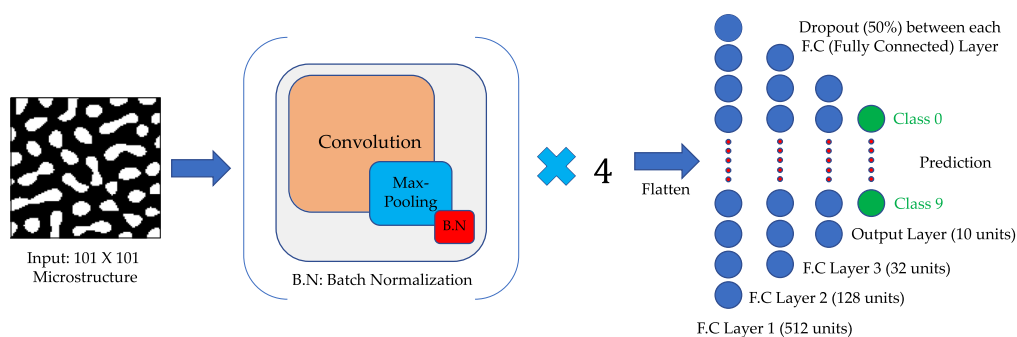 Input: 101 X 101
Microstructure
Convolution
Max-
Pooling
B.N
B.N: Batch Normalization
4
Flatten
Dropout (50%) between each
F.C (Fully Connected) Layer
Class 0
Prediction
Class 9
Output Layer (10 units)
F.C Layer 3 (32 units)
F.C Layer 2 (128 units)
F.C Layer 1 (512 units)